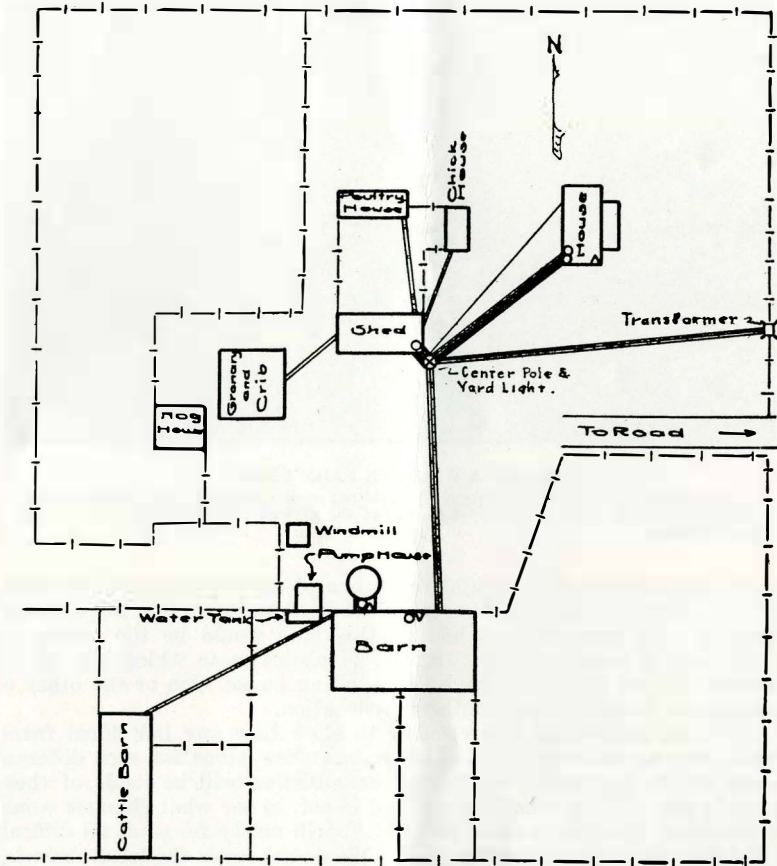 N
Chick
House
Poultry
House
House
Transformer
Shed
Center Pole &
Yard Light.
Granary
and
Crib
Hog
House
To Road
Windmill
Pump House
Water Tank
Barn
Cattle Barn